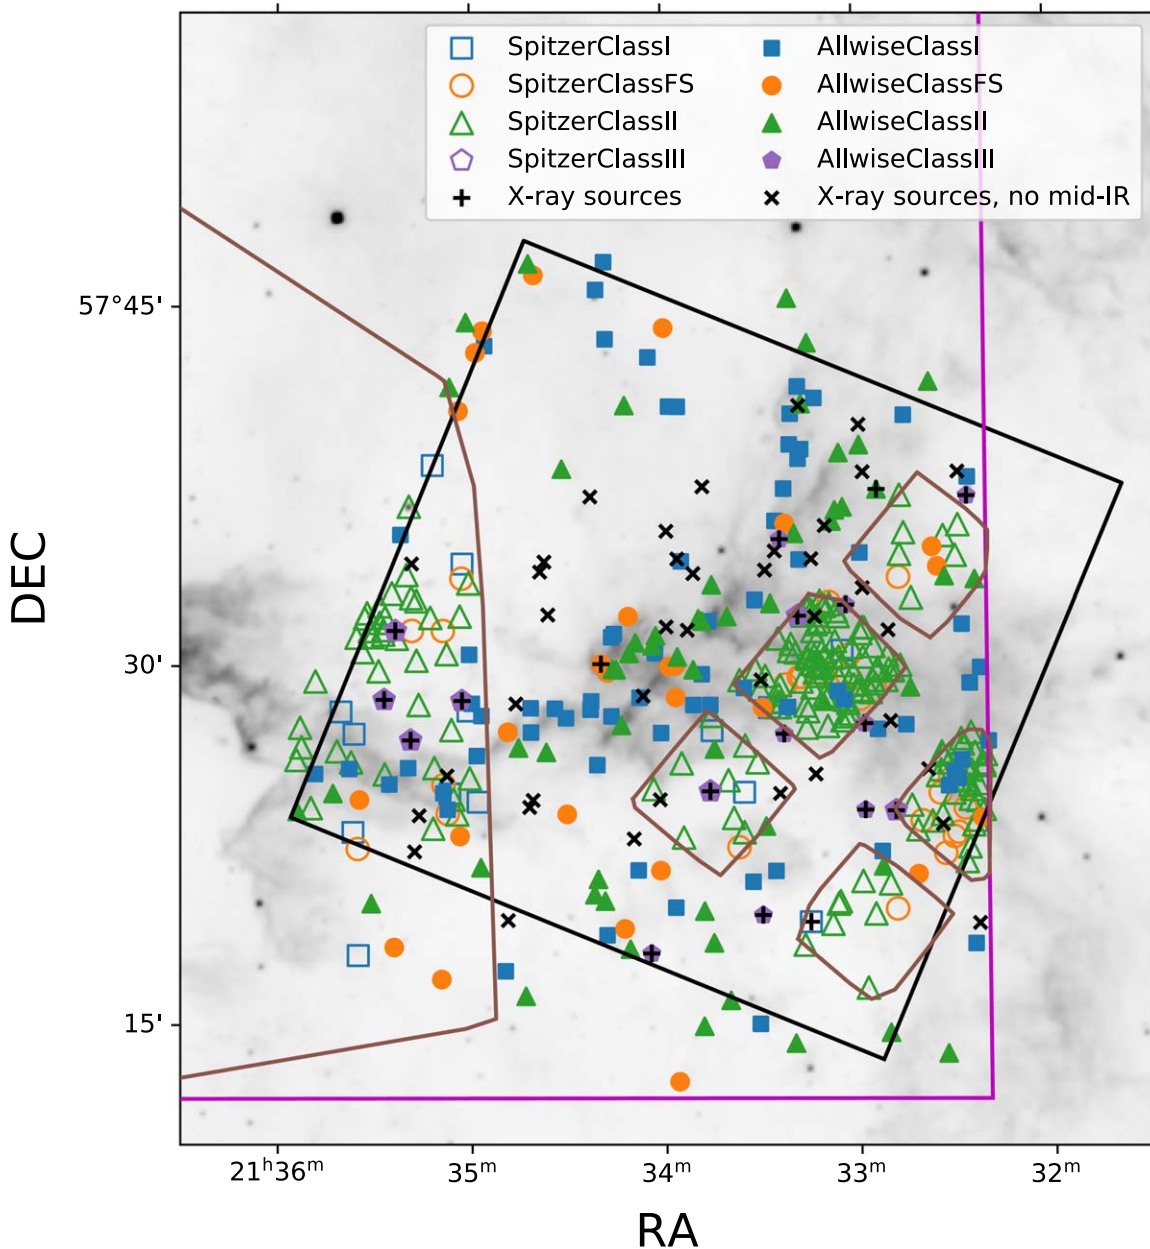 SpitzerClassI AllwiseClassI
SpitzerClassFS AllwiseClassFS
SpitzerClassII AllwiseClassII
SpitzerClassIII AllwiseClassIII
X-ray sources X-ray sources, no mid-IR
57°45'
DEC
30'
15'
21ʰ36ᵐ 35ᵐ 34ᵐ 33ᵐ 32ᵐ
RA